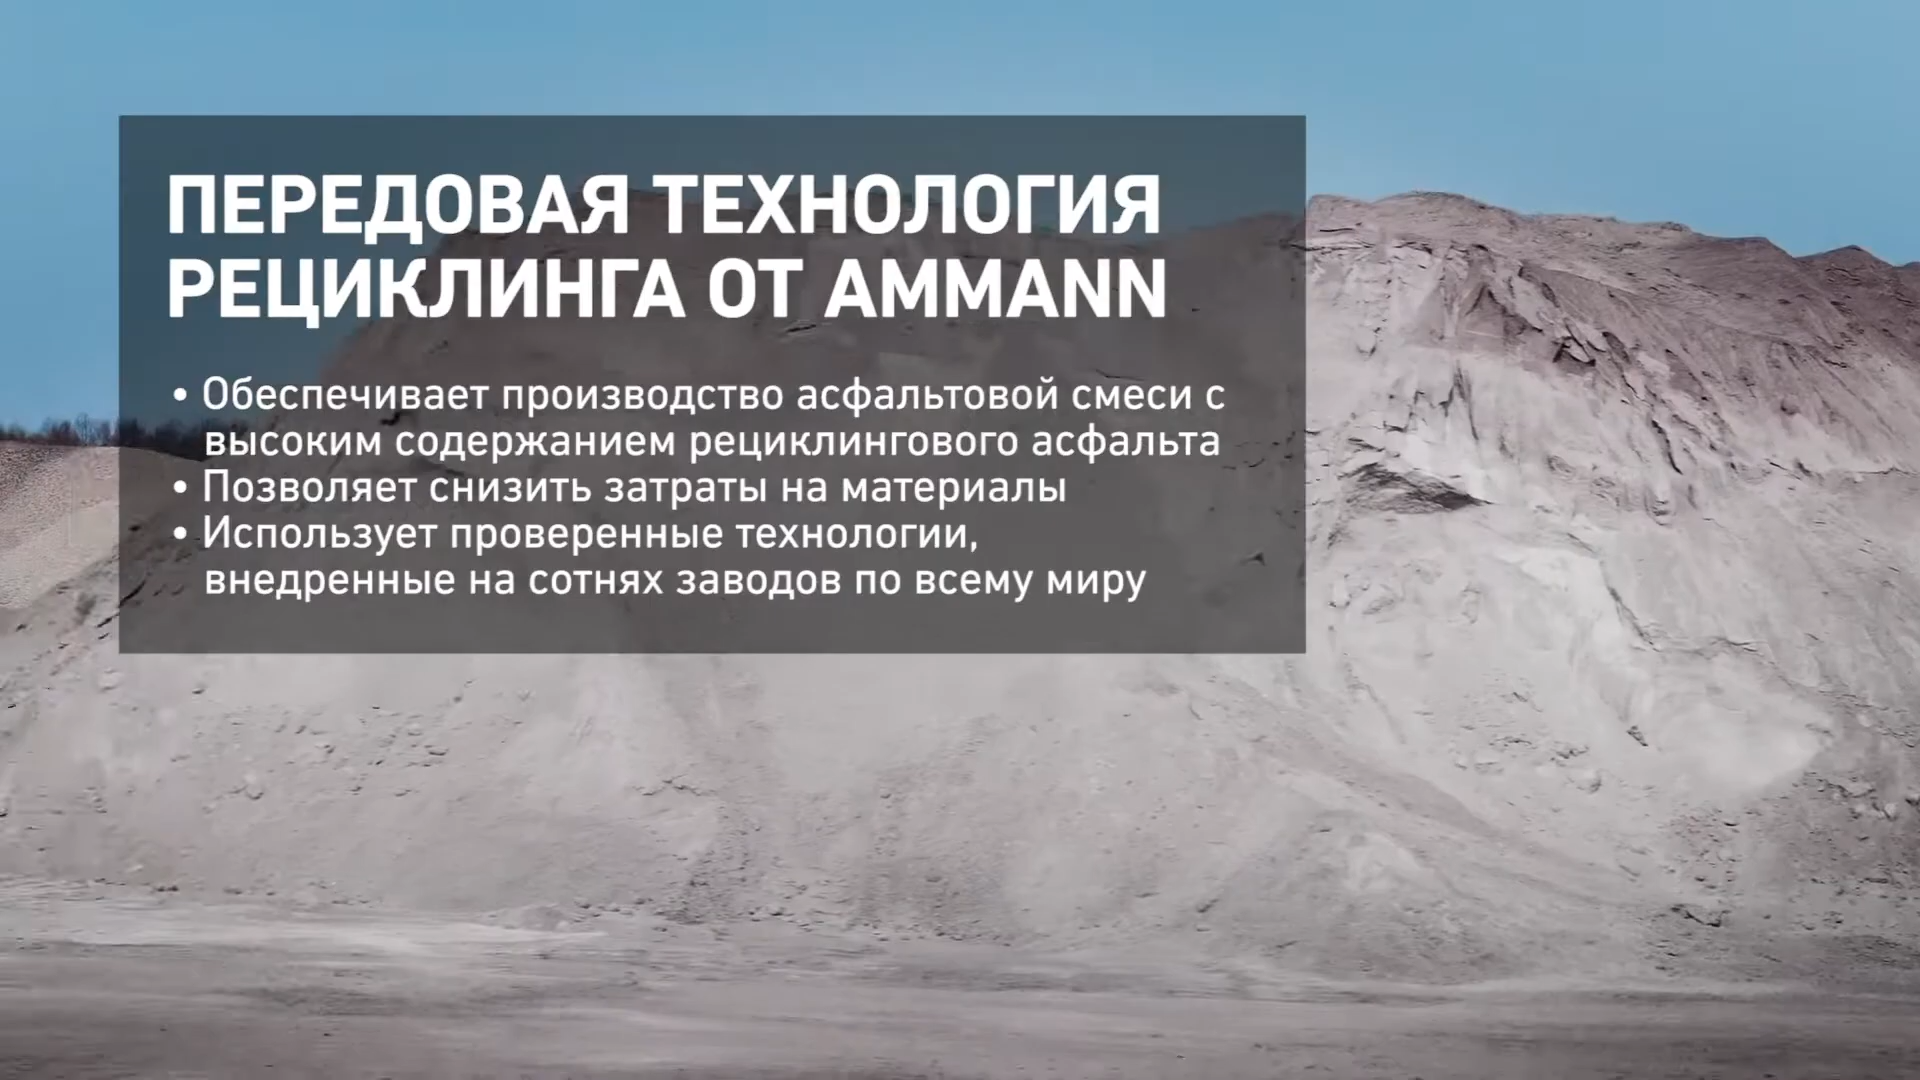 ПЕРЕДОВАЯ ТЕХНОЛОГИЯ
РЕЦИКЛИНГА ОТ AMMANN
• Обеспечивает производство асфальтовой смеси с
высоким содержанием рециклингового асфальта
• Позволяет снизить затраты на материалы
• Использует проверенные технологии,
внедренные на сотнях заводов по всему миру